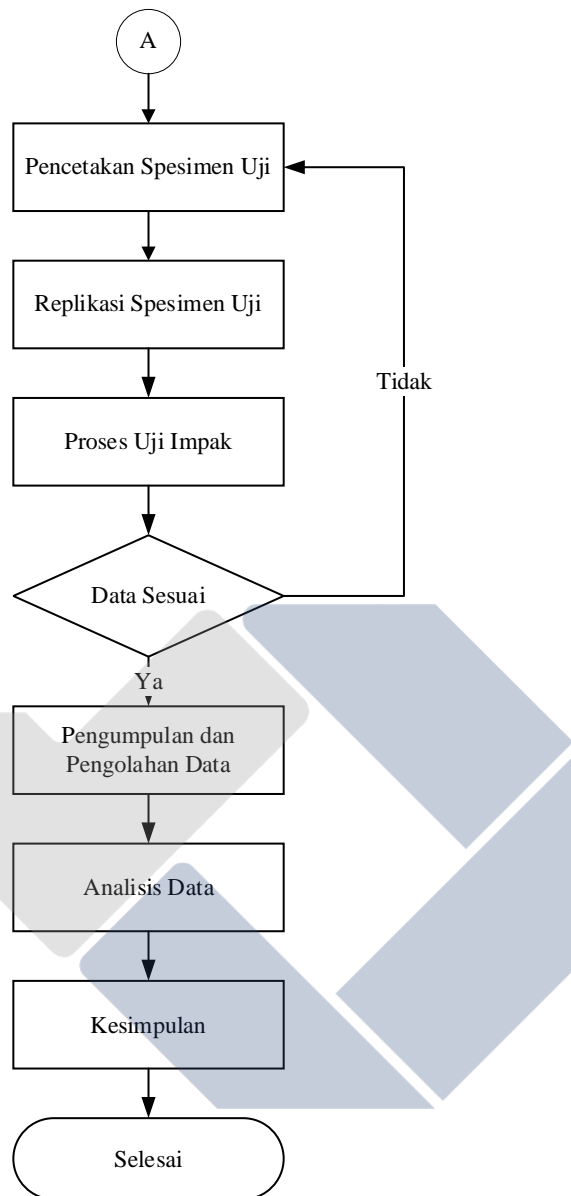 A
Pencetakan Spesimen Uji
Replikasi Spesimen Uji
Tidak
Proses Uji Impak
Data Sesuai
Ya
Pengumpulan dan
Pengolahan Data
Analisis Data
Kesimpulan
Selesai